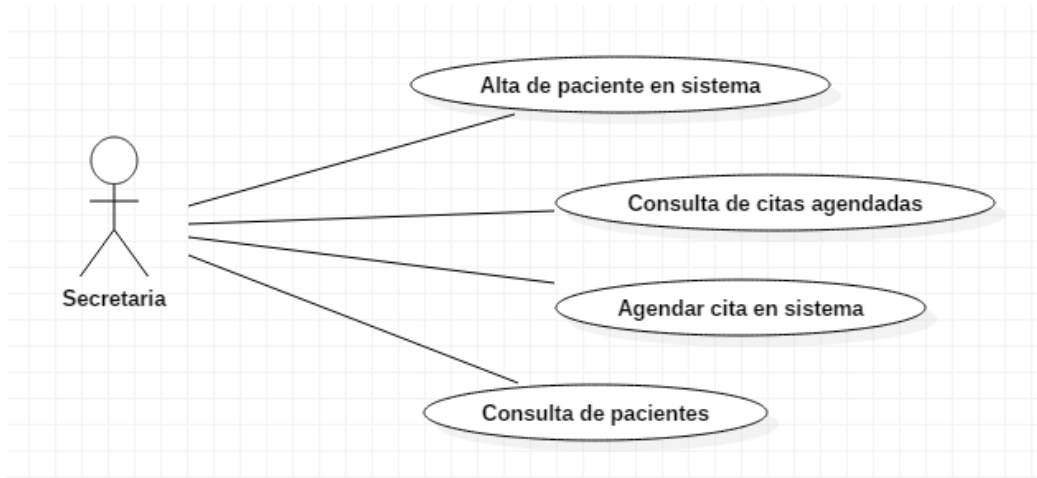 Alta de paciente en sistema
Consulta de citas agendadas
Secretaria
Agendar cita en sistema
Consulta de pacientes